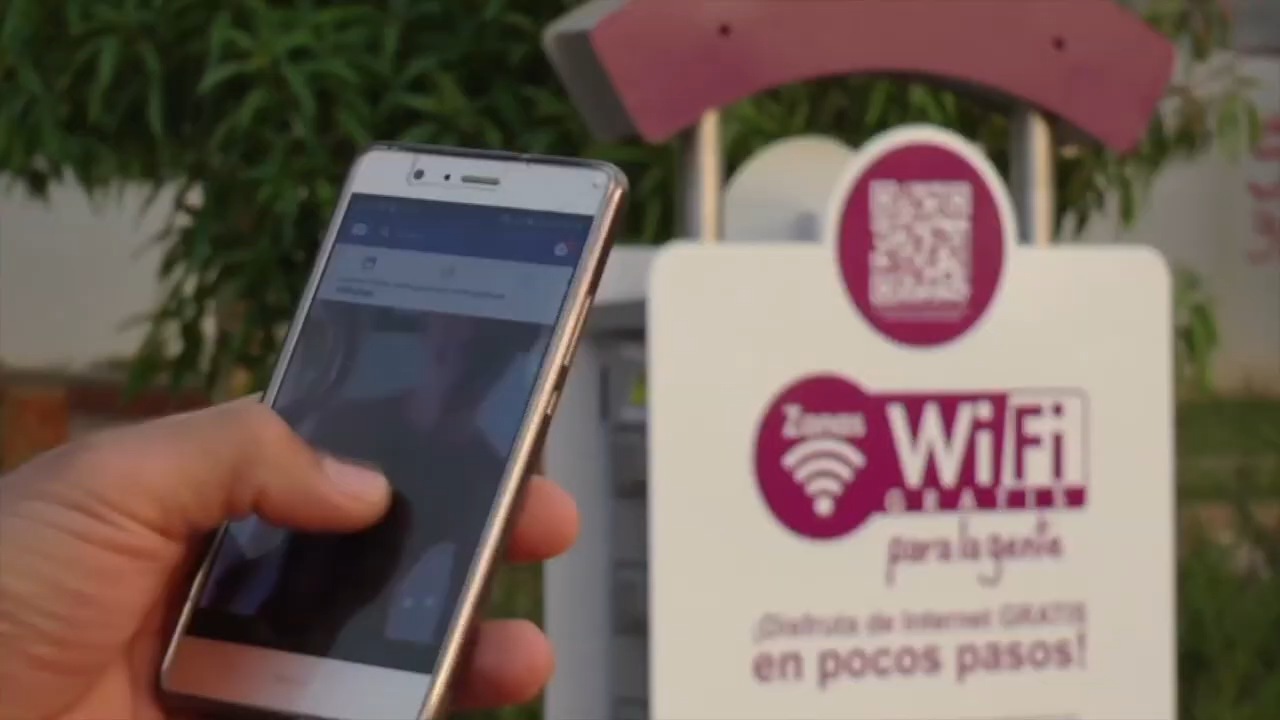 Zonas
WiFi
GRATIS
para la gente
¡Disfruta de Internet GRATIS
en pocos pasos!